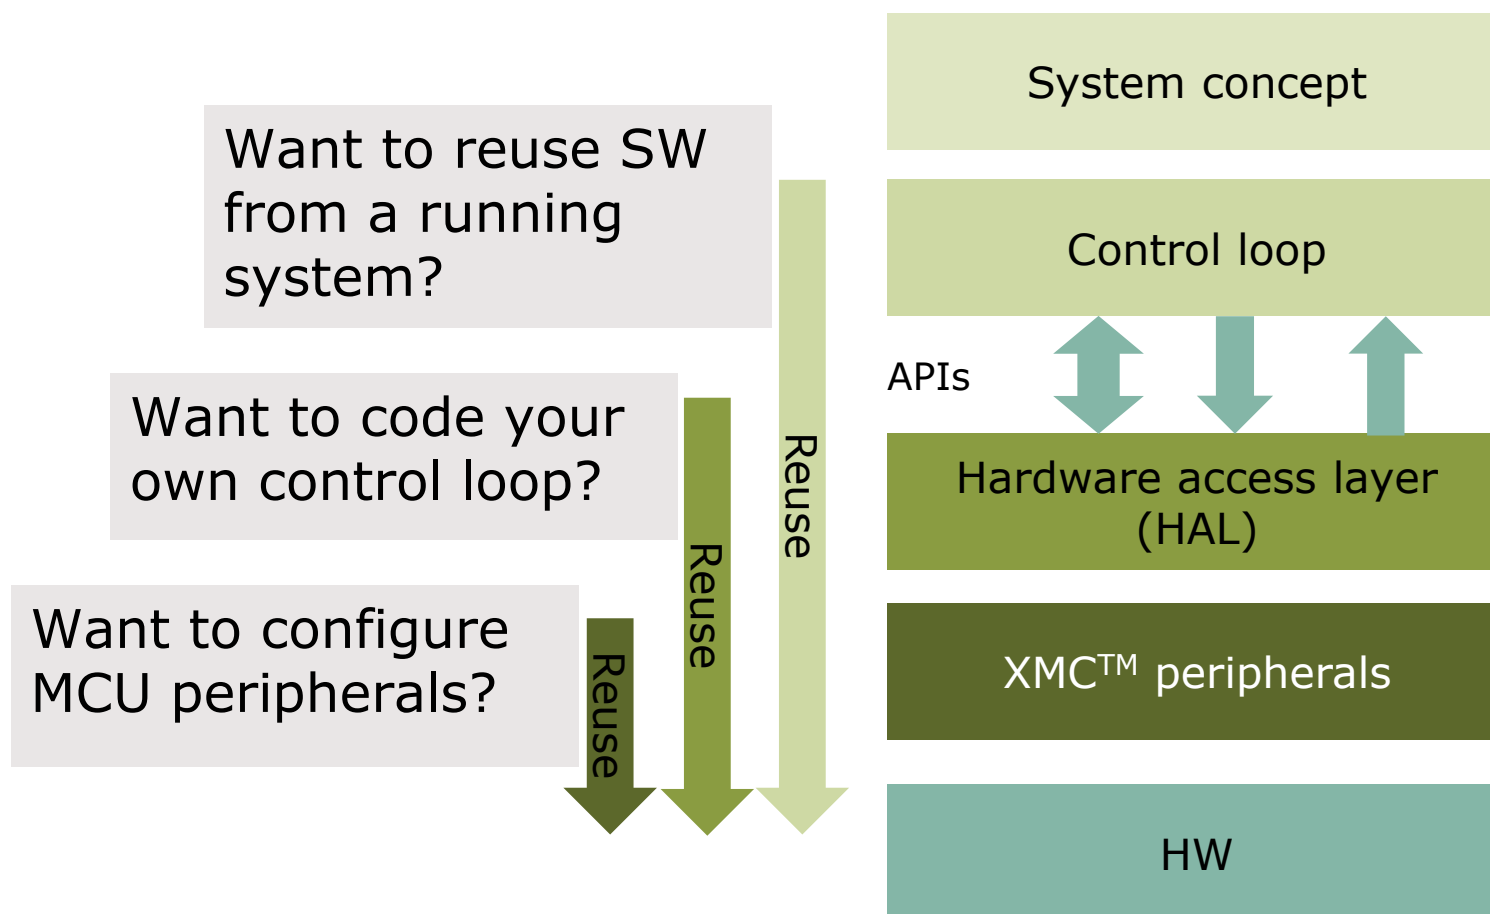 System concept
Want to reuse SW
from a running
system?
Control loop
APIs
Want to code your
own control loop?
Reuse
Hardware access layer
(HAL)
Reuse
Want to configure
MCU peripherals?
Reuse
XMC™ peripherals
HW